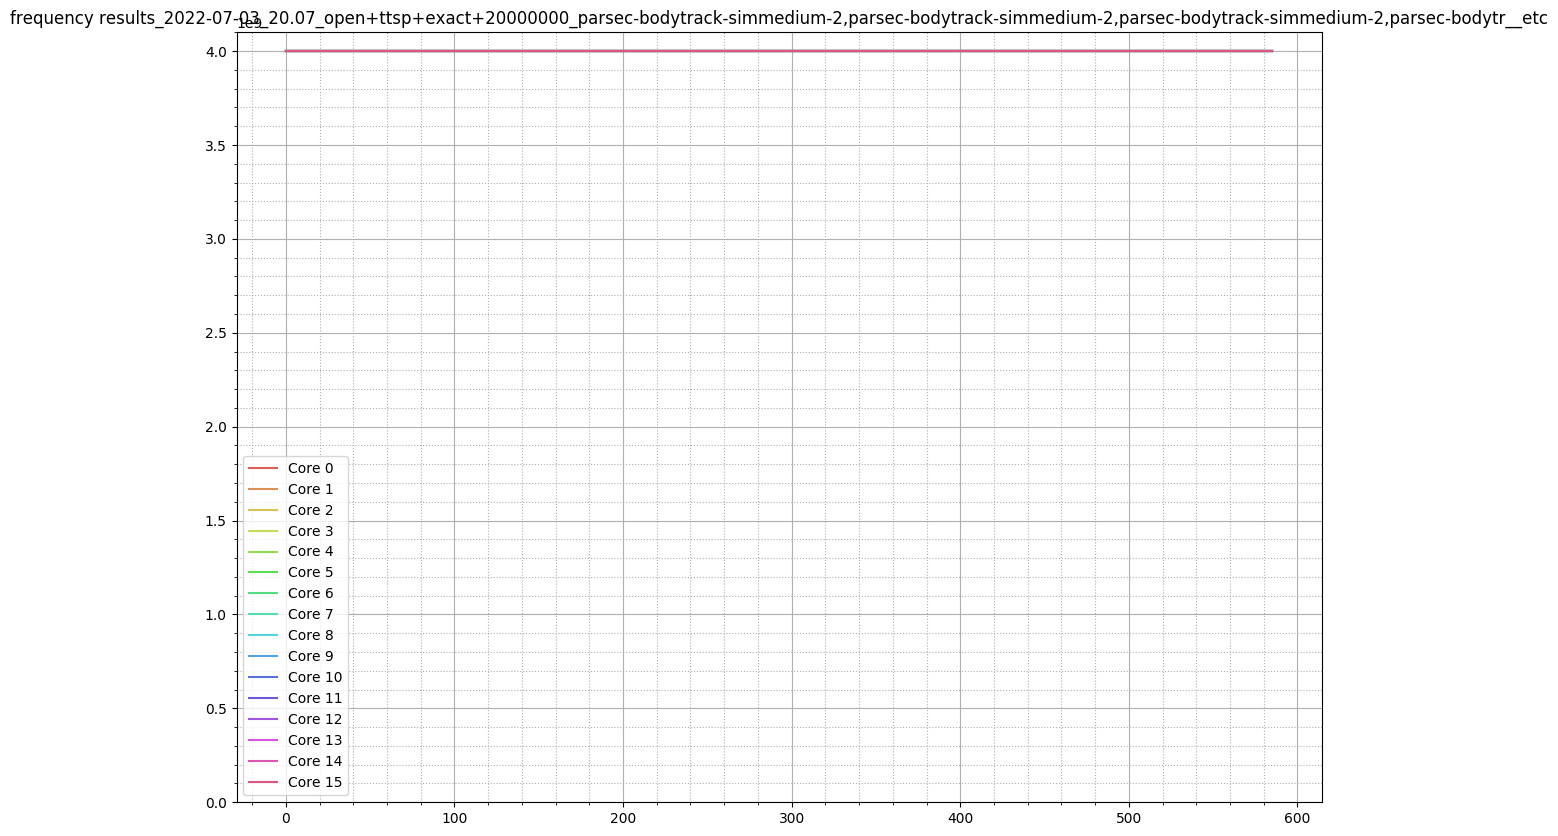 frequency results_2022-07-03_20.07_open+ttsp+exact+20000000_parsec-bodytrack-simmedium-2,parsec-bodytrack-simmedium-2,parsec-bodytrack-simmedium-2,parsec-bodytr__etc
1e9
4.0
3.5
3.0
2.5
2.0
1.5
1.0
0.5
0.0
Core 0
Core 1
Core 2
Core 3
Core 4
Core 5
Core 6
Core 7
Core 8
Core 9
Core 10
Core 11
Core 12
Core 13
Core 14
Core 15
0 100 200 300 400 500 600